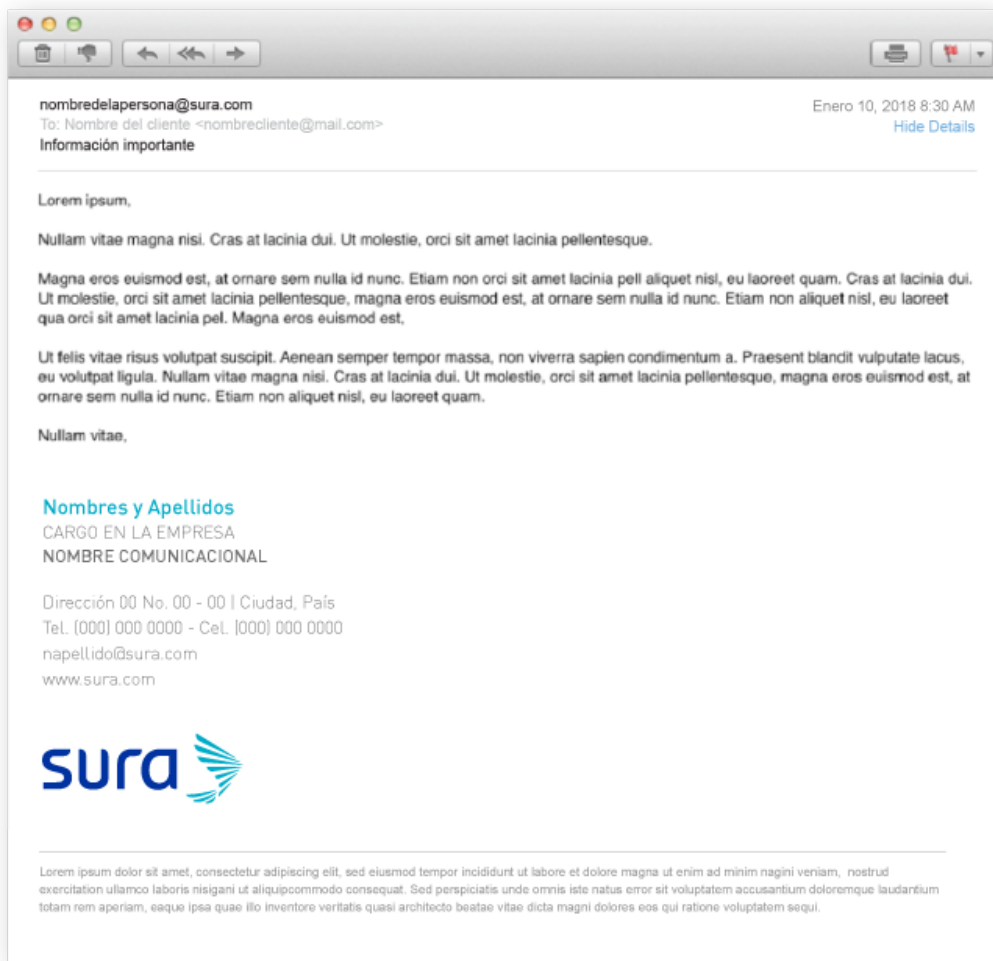 nombredelapersona@sura.com
Enero 10, 2018 8:30 AM
To: Nombre del cliente <nombrecliente@mail.com>
Hide Details
Información importante
Lorem ipsum,
Nullam vitae magna nisi. Cras at lacinia dui. Ut molestie, orci sit amet lacinia pellentesque.
Magna eros euismod est, at ornare sem nulla id nunc. Etiam non orci sit amet lacinia pell aliquet nisl, eu laoreet quam. Cras at lacinia dui.
Ut molestie, orci sit amet lacinia pellentesque, magna eros euismod est, at ornare sem nulla id nunc. Etiam non aliquet nisl, eu laoreet
qua orci sit amet lacinia pel. Magna eros euismod est,
Ut felis vitae risus volutpat suscipit. Aenean semper tempor massa, non viverra sapien condimentum a. Praesent blandit vulputate lacus,
eu volutpat ligula. Nullam vitae magna nisi. Cras at lacinia dui. Ut molestie, orci sit amet lacinia pellentesque, magna eros euismod est, at
ornare sem nulla id nunc. Etiam non aliquet nisl, eu laoreet quam.
Nullam vitae,
Nombres y Apellidos
CARGO EN LA EMPRESA
NOMBRE COMUNICACIONAL
Dirección 00 No. 00 - 00 | Ciudad, País
Tel. (000) 000 0000 - Cel. (000) 000 0000
napellido@sura.com
www.sura.com
sura
Lorem ipsum dolor sit amet, consectetur adipiscing elit, sed eiusmod tempor incididunt ut labore et dolore magna ut enim ad minim nagini veniam, nostrud
exercitation ullamco laboris nisigani ut aliquipcommodo consequat. Sed perspiciatis unde omnis iste natus error sit voluptatem accusantium doloremque laudantium
totam rem aperiam, eaque ipsa quae illo inventore veritatis quasi architecto beatae vitae dicta magni dolores eos qui ratione voluptatem sequi.